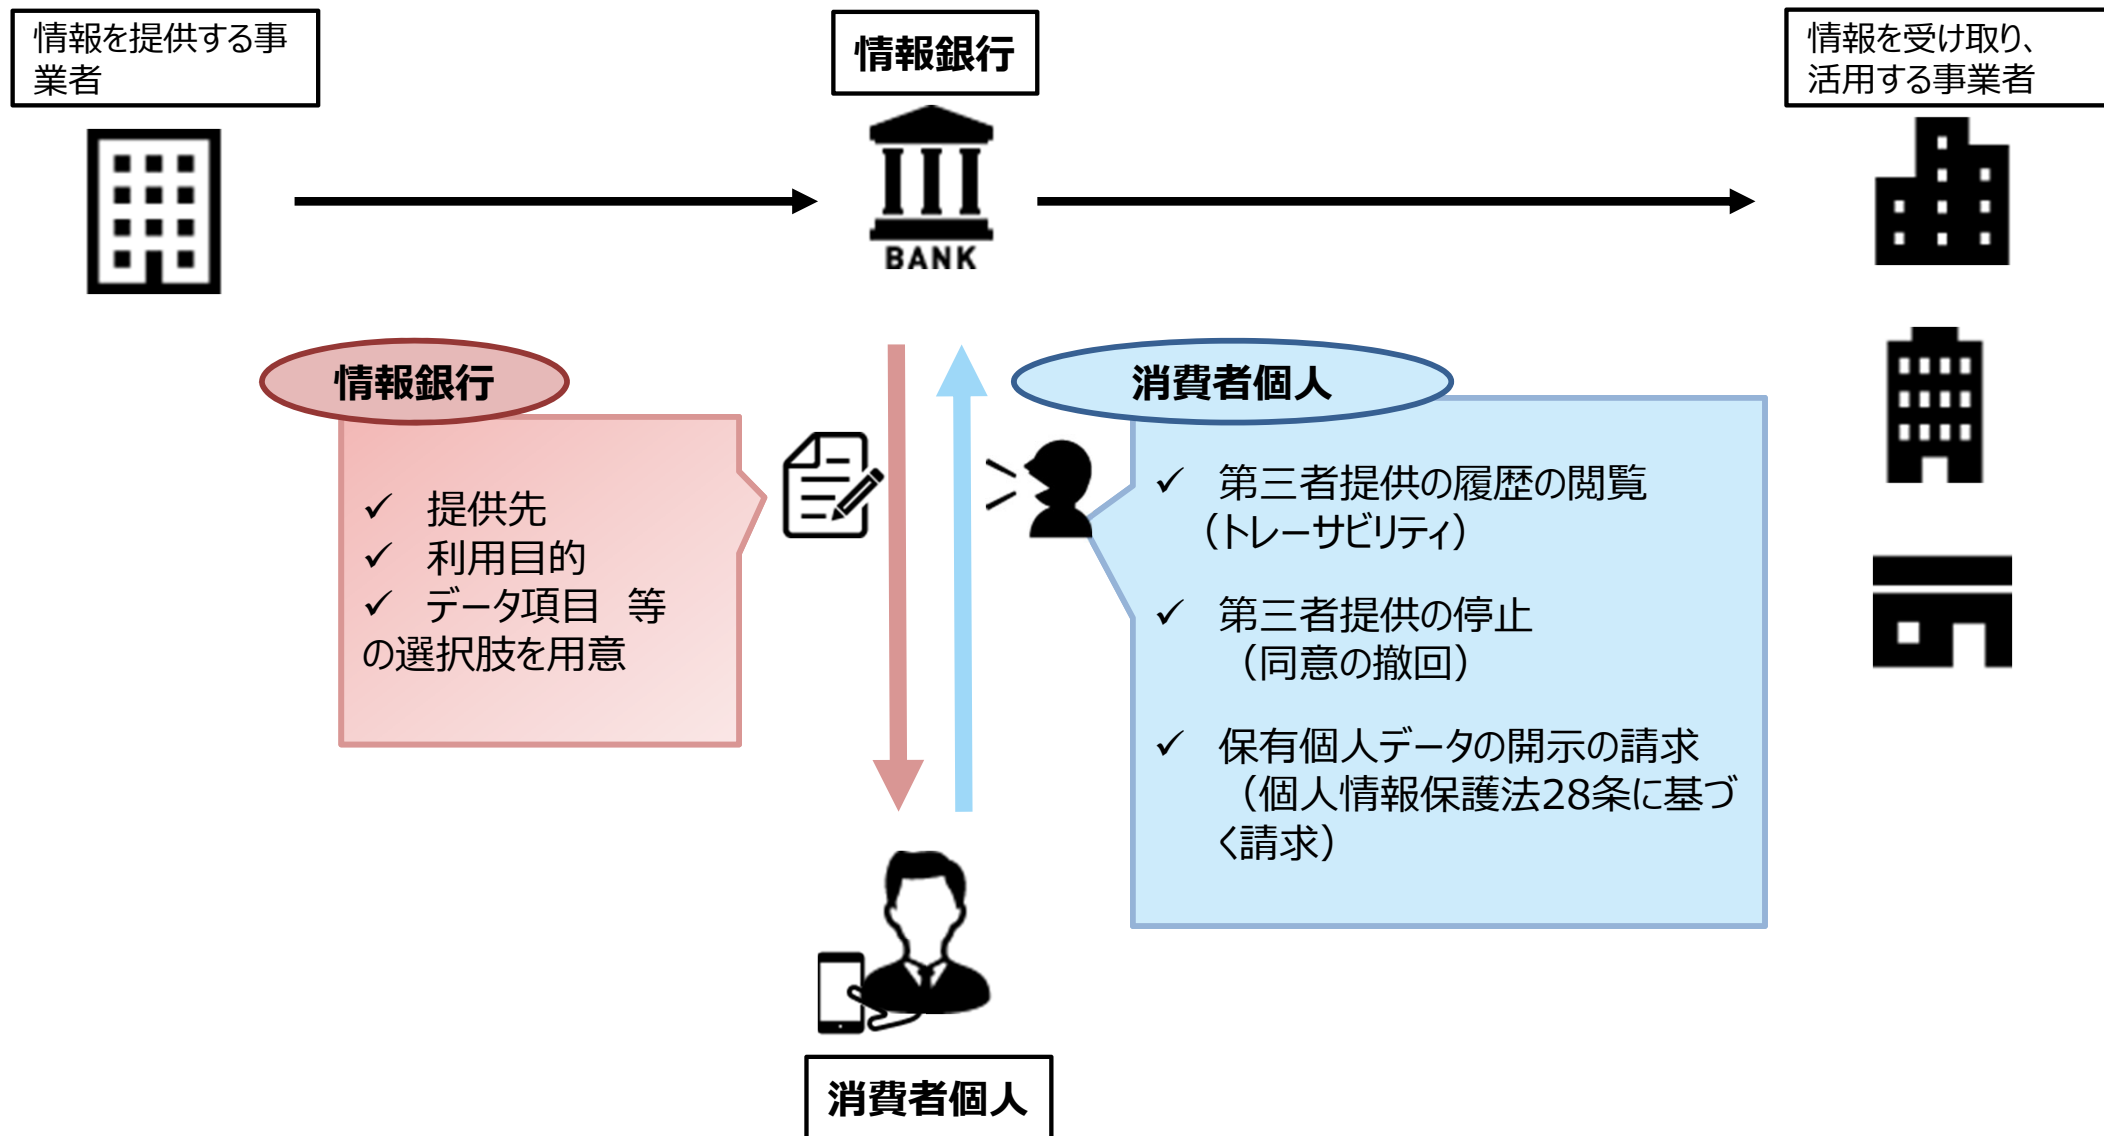 情報を提供する事
業者
情報銀行
情報を受け取り、
活用する事業者
BANK
情報銀行
✓ 提供先
✓ 利用目的
✓ データ項目　等
の選択肢を用意
消費者個人
✓ 第三者提供の履歴の閲覧
（トレーサビリティ）
✓ 第三者提供の停止
（同意の撤回）
✓ 保有個人データの開示の請求
（個人情報保護法28条に基づ
く請求）
消費者個人